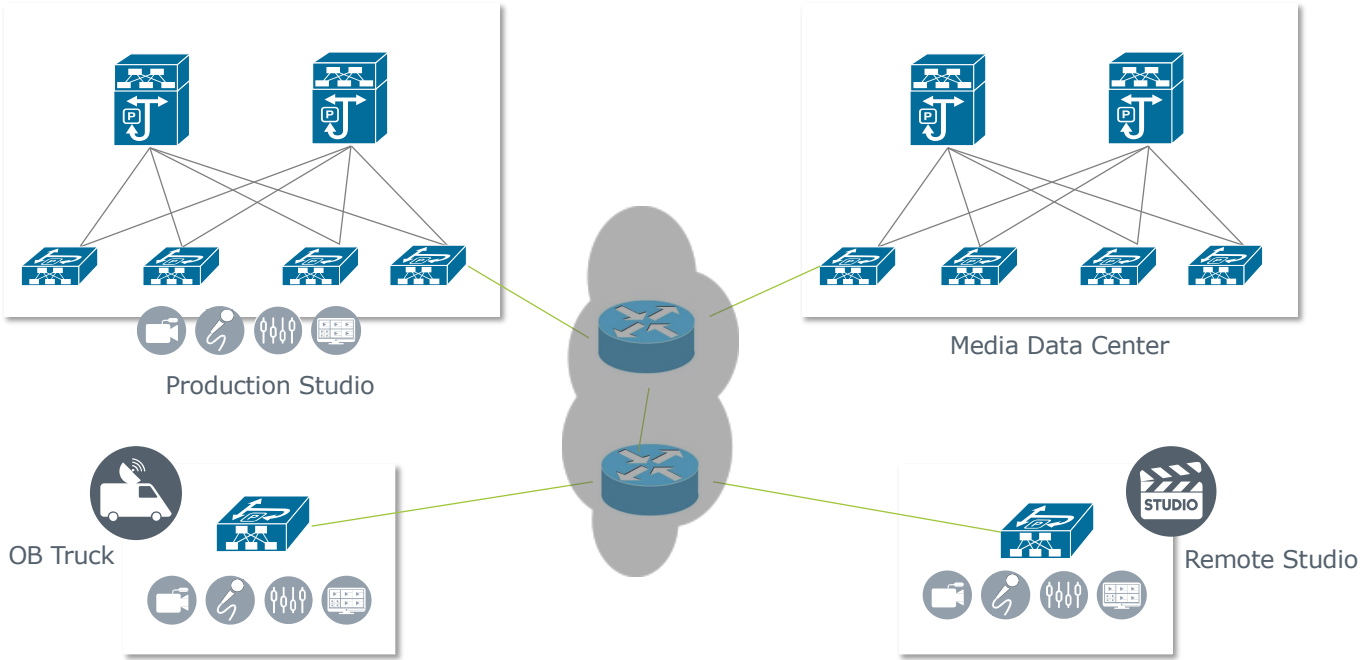 P
P
P
P
Media Data Center
Production Studio
STUDIO
OB Truck
P
Remote Studio